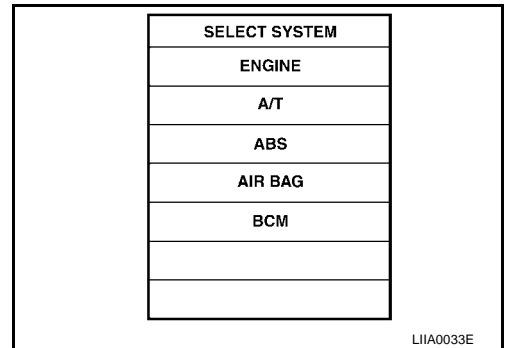 SELECT SYSTEM
ENGINE
A/T
ABS
AIR BAG
BCM
LIIA0033E